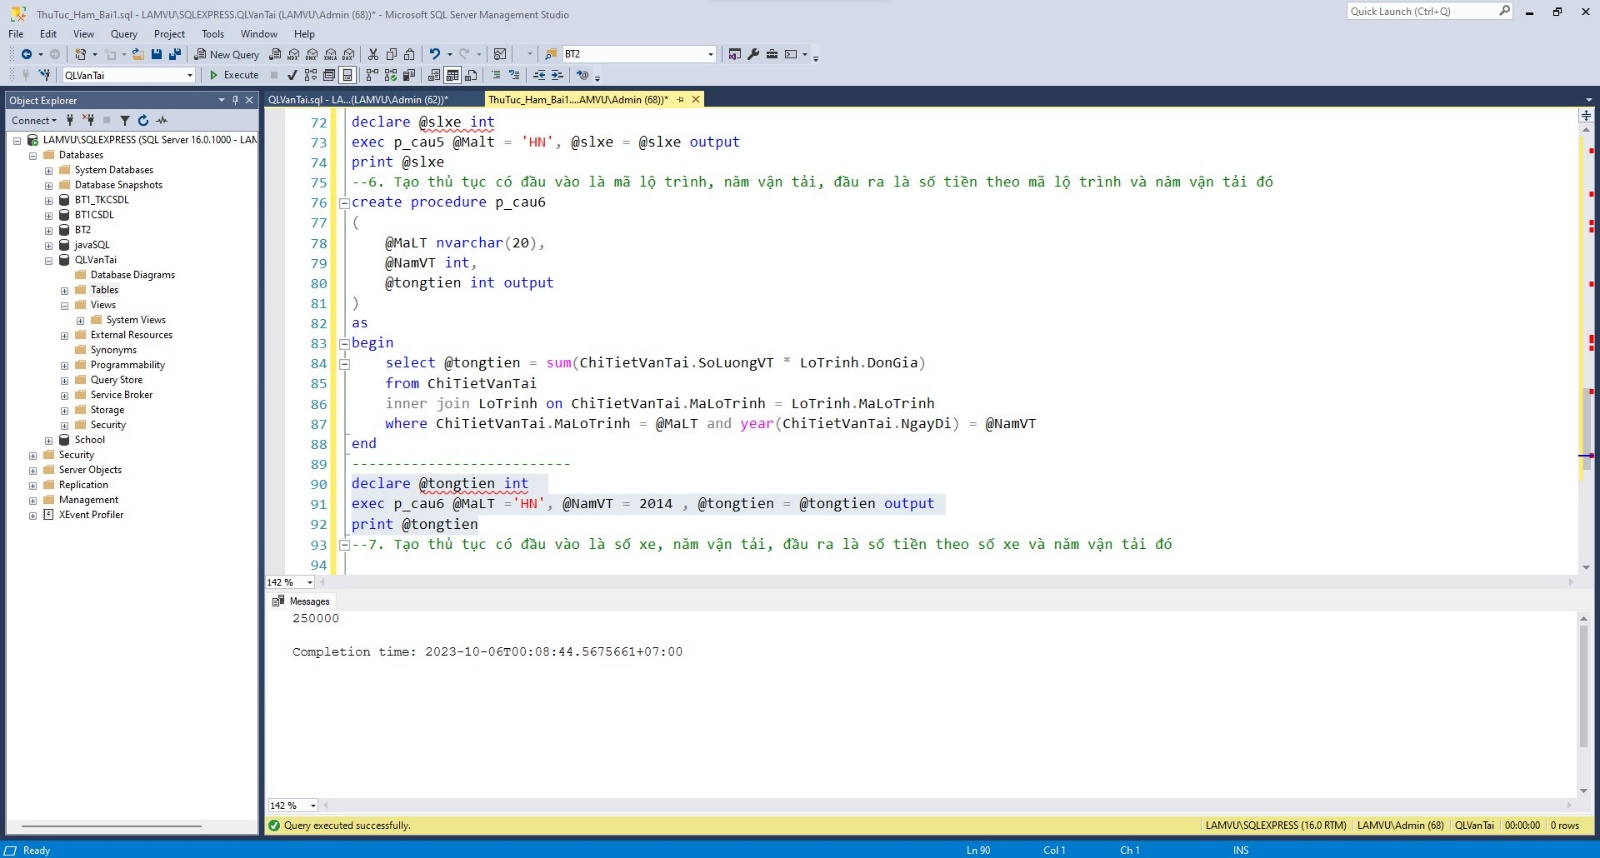 ThuTuc_Ham_Bai1.sql - LAMVU\SQLEXPRESS.QLVanTai (LAMVU\Admin (68))* - Microsoft SQL Server Management Studio
Quick Launch (Ctrl+Q)
File Edit View Query Project Tools Window Help
New Query
BT2
QLVanTai
Execute
Object Explorer
Connect
LAMVU\SQLEXPRESS (SQL Server 16.0.1000 - LAM
Databases
System Databases
Database Snapshots
BT1_TKCSDL
BT1CSDL
BT2
javaSQL
QLVanTai
Database Diagrams
Tables
Views
System Views
External Resources
Synonyms
Programmability
Query Store
Service Broker
Storage
Security
School
Security
Server Objects
Replication
Management
XEvent Profiler
QLVanTai.sql - LA...(LAMVU\Admin (62))*
ThuTuc_Ham_Bai1....AMVU\Admin (68))*
72 declare @slxe int
73 exec p_cau5 @Malt = 'HN', @slxe = @slxe output
74 print @slxe
75 --6. Tạo thủ tục có đầu vào là mã lộ trình, năm vận tải, đầu ra là số tiền theo mã lộ trình và năm vận tải đó
76 create procedure p_cau6
77 (
78 @MaLT nvarchar(20),
79 @NamVT int,
80 @tongtien int output
81 )
82 as
83 begin
84 select @tongtien = sum(ChiTietVanTai.SoLuongVT * LoTrinh.DonGia)
85 from ChiTietVanTai
86 inner join LoTrinh on ChiTietVanTai.MaLoTrinh = LoTrinh.MaLoTrinh
87 where ChiTietVanTai.MaLoTrinh = @MaLT and year(ChiTietVanTai.NgayDi) = @NamVT
88 end
89 --------------------------
90 declare @tongtien int
91 exec p_cau6 @MaLT ='HN', @NamVT = 2014 , @tongtien = @tongtien output
92 print @tongtien
93 --7. Tạo thủ tục có đầu vào là số xe, năm vận tải, đầu ra là số tiền theo số xe và năm vận tải đó
94
142 %
Messages
250000
Completion time: 2023-10-06T00:08:44.5675661+07:00
142 %
Query executed successfully.
LAMVU\SQLEXPRESS (16.0 RTM) LAMVU\Admin (68) QLVanTai 00:00:00 0 rows
Ready
Ln 90 Col 1 Ch 1 INS